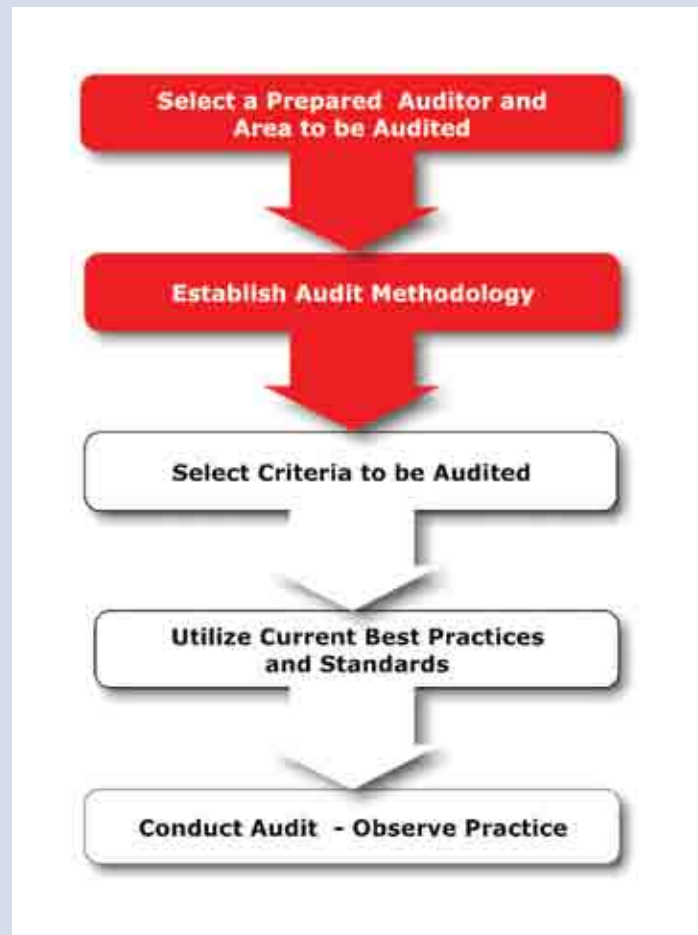 Select a Prepared Auditor and
Area to be Audited
Establish Audit Methodology
Select Criteria to be Audited
Utilize Current Best Practices
and Standards
Conduct Audit - Observe Practice